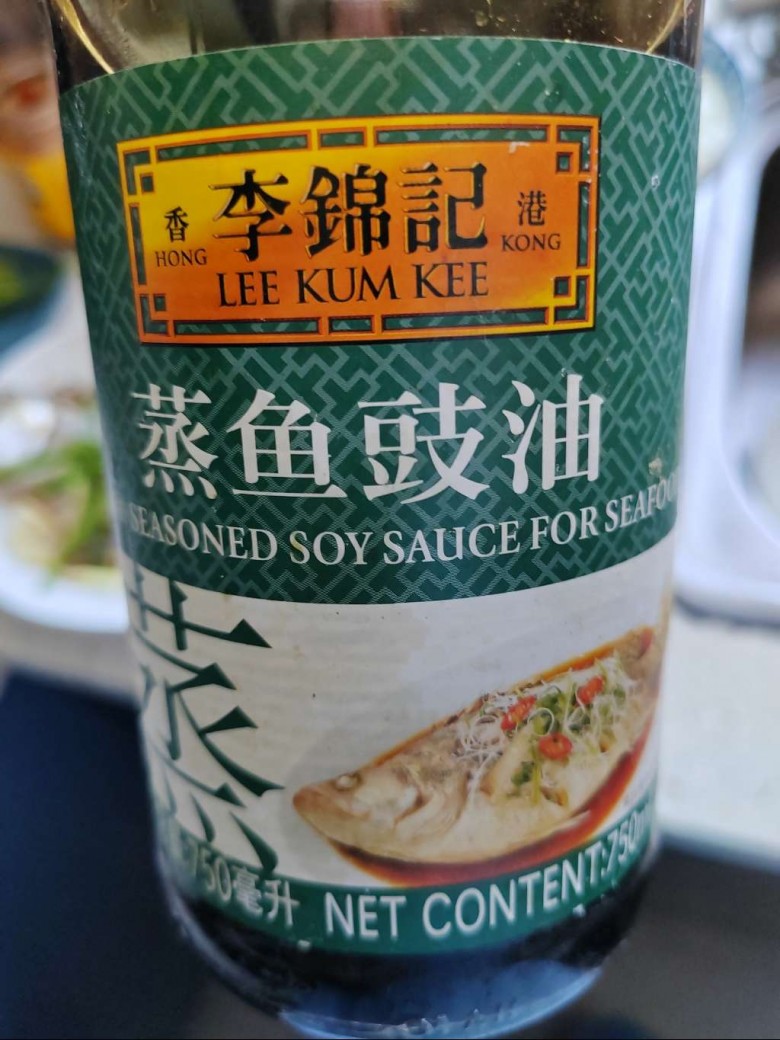 香 李錦記 港
HONG LEE KUM KEE KONG
蒸鱼豉油
SEASONED SOY SAUCE FOR SEAFOO
蒸
750毫升 NET CONTENT:750m